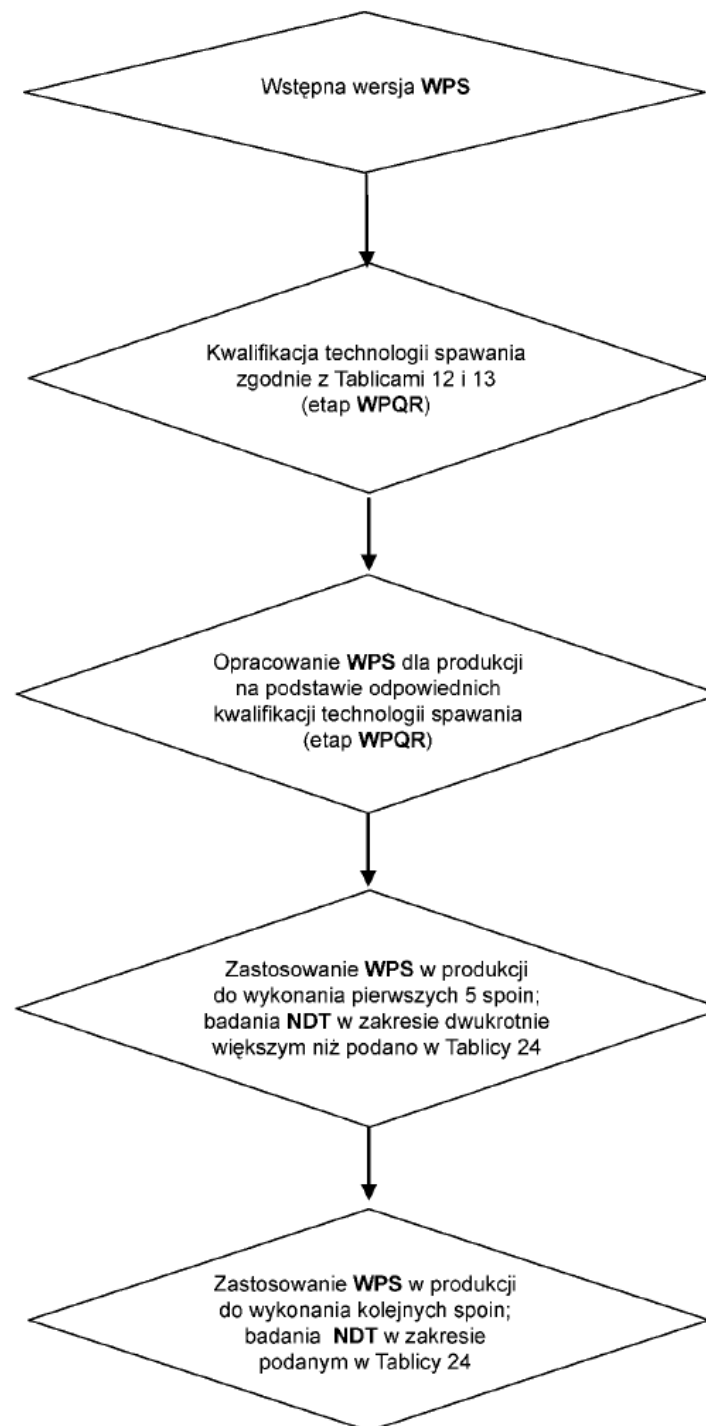 Wstępna wersja WPS
Kwalifikacja technologii spawania
zgodnie z Tablicami 12 i 13
(etap WPQR)
Opracowanie WPS dla produkcji
na podstawie odpowiednich
kwalifikacji technologii spawania
(etap WPQR)
Zastosowanie WPS w produkcji
do wykonania pierwszych 5 spoin;
badania NDT w zakresie dwukrotnie
większym niż podano w Tablicy 24
Zastosowanie WPS w produkcji
do wykonania kolejnych spoin;
badania NDT w zakresie
podanym w Tablicy 24